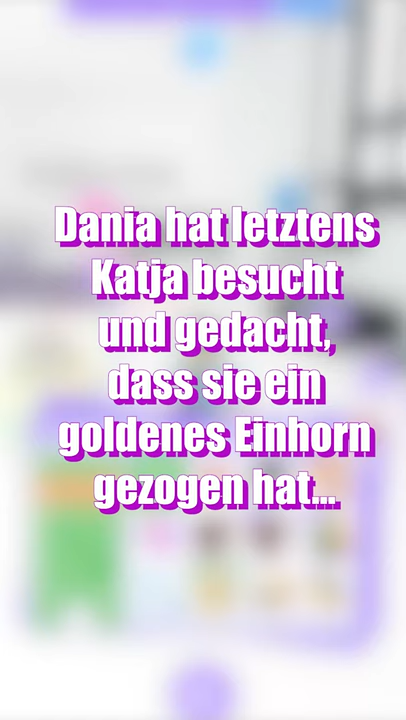 Dania hat letztens
Katja besucht
und gedacht,
dass sie ein
goldenes Einhorn
gezogen hat...